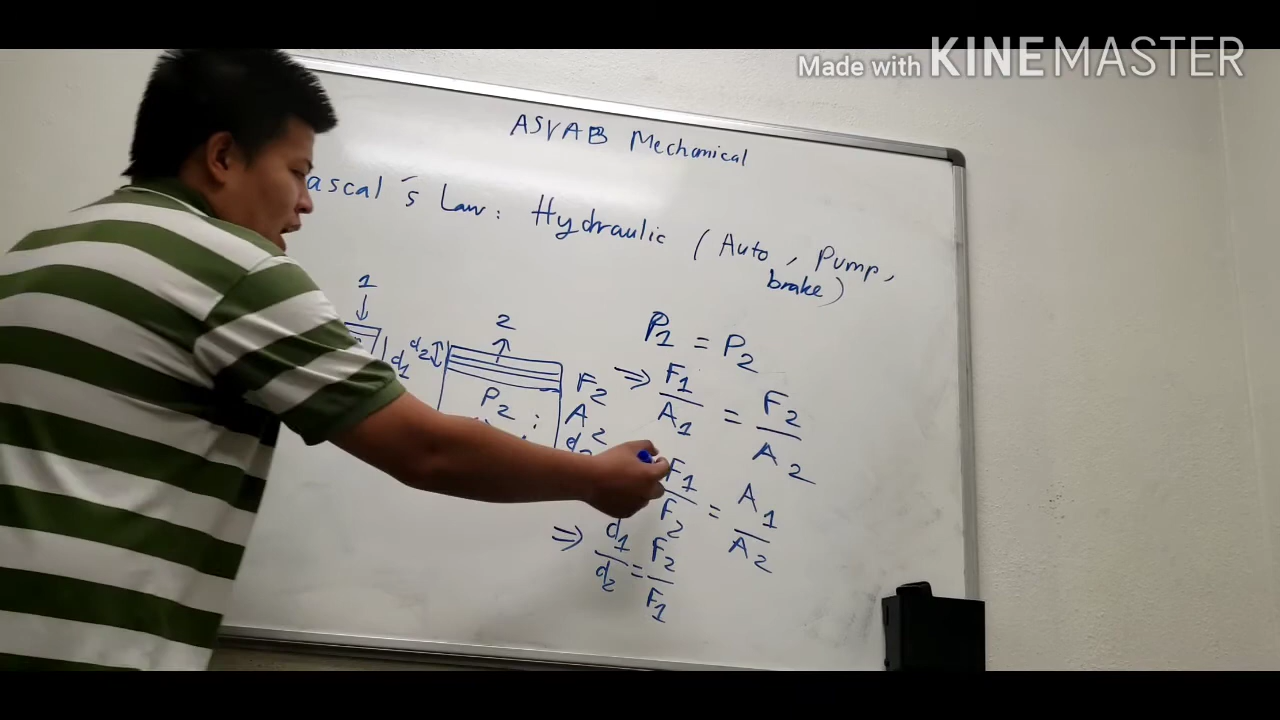 Made with KINEMASTER
ASVAB Mechanical
ascal's Law: Hydraulic (Auto, Pump,
brake)
1
2
d1
d2
P2
F2
A2
d2
P1 = P2
⇒ F1/A1 = F2/A2
F1/F2 = A1/A2
⇒ d1/d2 = F2/F1